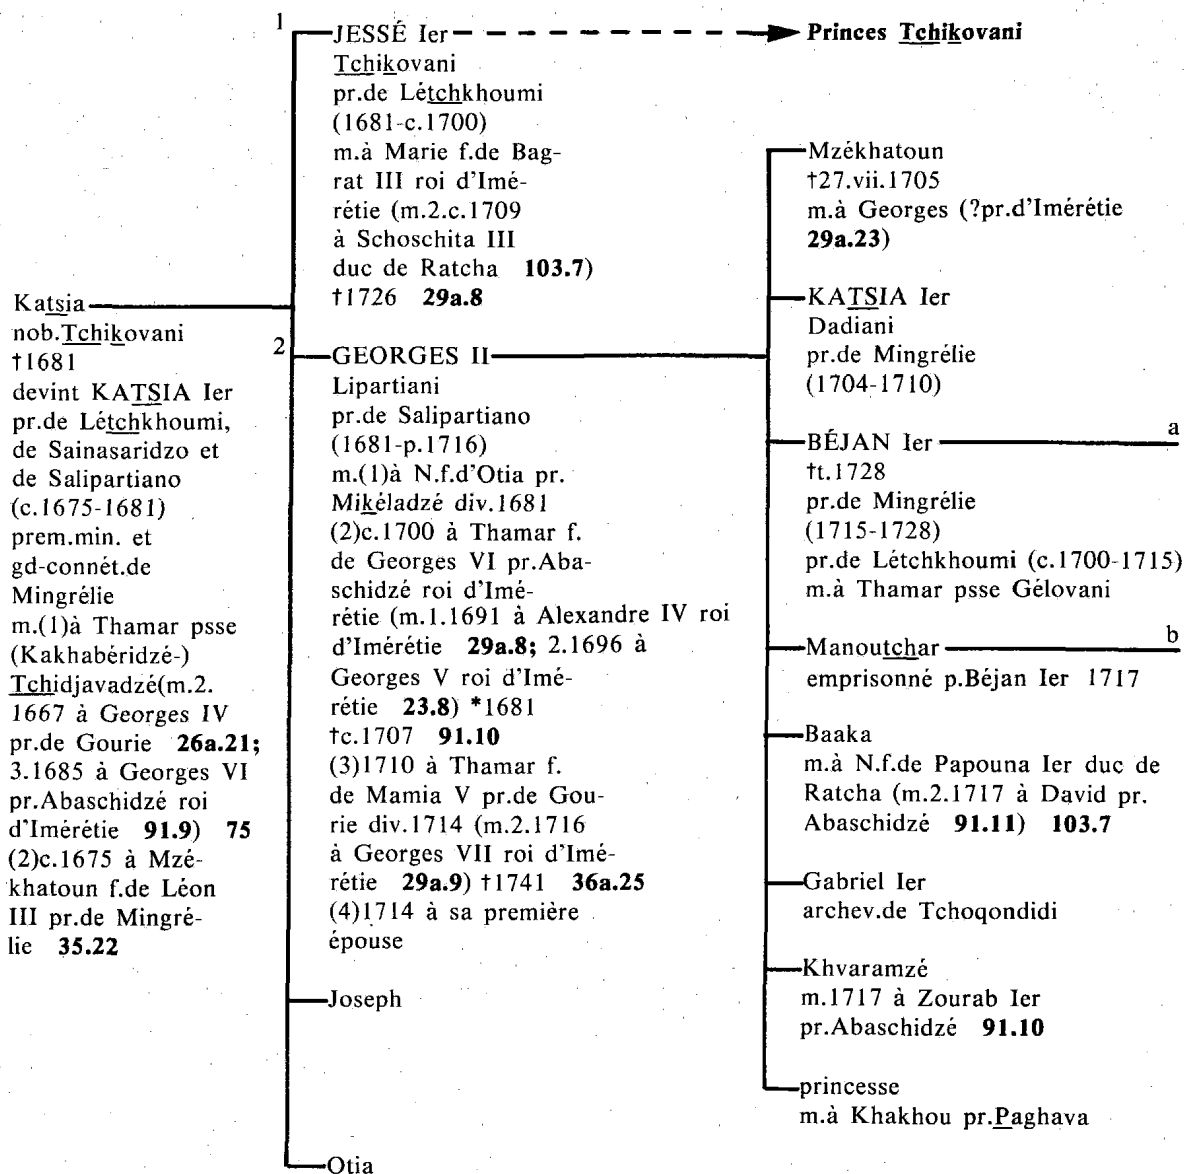 Katsia
nob.Tchikovani
†1681
devint KATSIA Ier
pr.de Létchkhoumi,
de Sainasaridzo et
de Salipartiano
(c.1675-1681)
prem.min. et
gd-connét.de
Mingrélie
m.(1)à Thamar psse
(Kakhabéridzé-)
Tchidjavadzé(m.2.
1667 à Georges IV
pr.de Gourie 26a.21;
3.1685 à Georges VI
pr.Abaschidzé roi
d'Imérétie 91.9) 75
(2)c.1675 à Mzé-
khatoun f.de Léon
III pr.de Mingré-
lie 35.22
1
JESSÉ Ier
Tchikovani
pr.de Létchkhoumi
(1681-c.1700)
m.à Marie f.de Bag-
rat III roi d'Imé-
rétie (m.2.c.1709
à Schoschita III
duc de Ratcha 103.7)
†1726 29a.8
Princes Tchikovani
2
GEORGES II
Lipartiani
pr.de Salipartiano
(1681-p.1716)
m.(1)à N.f.d'Otia pr.
Mikéladzé div.1681
(2)c.1700 à Thamar f.
de Georges VI pr.Aba-
schidzé roi d'Imé-
rétie (m.1.1691 à Alexandre IV roi
d'Imérétie 29a.8; 2.1696 à
Georges V roi d'Imé-
rétie 23.8) *1681
†c.1707 91.10
(3)1710 à Thamar f.
de Mamia V pr.de Gou-
rie div.1714 (m.2.1716
à Georges VII roi d'Imé-
rétie 29a.9) †1741 36a.25
(4)1714 à sa première
épouse
Joseph
Otia
Mzékhatoun
†27.vii.1705
m.à Georges (?pr.d'Imérétie
29a.23)
KATSIA Ier
Dadiani
pr.de Mingrélie
(1704-1710)
BÉJAN Ier
a
†t.1728
pr.de Mingrélie
(1715-1728)
pr.de Létchkhoumi (c.1700-1715)
m.à Thamar psse Gélovani
Manoutchar
b
emprisonné p.Béjan Ier 1717
Baaka
m.à N.f.de Papouna Ier duc de
Ratcha (m.2.1717 à David pr.
Abaschidzé 91.11) 103.7
Gabriel Ier
archev.de Tchoqondidi
Khvaramzé
m.1717 à Zourab Ier
pr.Abaschidzé 91.10
princesse
m.à Khakhou pr.Paghava